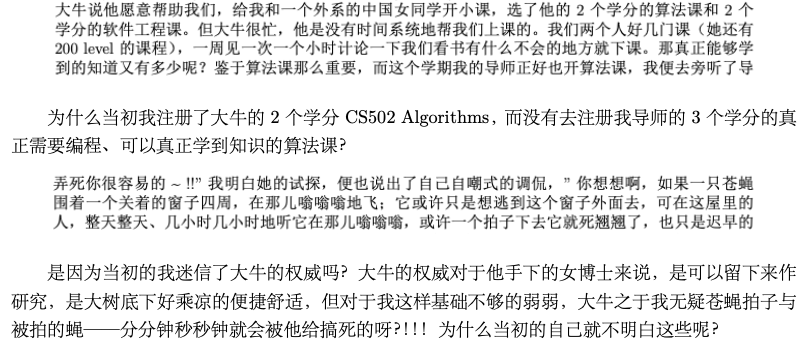 大牛说他愿意帮助我们，给我和一个外系的中国女同学开小课，选了他的 2 个学分的算法课和 2 个
学分的软件工程课。但大牛很忙，他是没有时间系统地帮我们上课的。我们两个人好几门课（她还有
200 level 的课程），一周见一次一个小时计论一下我们看书有什么不会的地方就下课。那真正能够学
到的知道又有多少呢？鉴于算法课那么重要，而这个学期我的导师正好也开算法课，我便去旁听了导
为什么当初我注册了大牛的 2 个学分 CS502 Algorithms，而没有去注册我导师的 3 个学分的真
正需要编程、可以真正学到知识的算法课？
弄死你很容易的 ~ !!” 我明白她的试探，便也说出了自己自嘲式的调侃，” 你想想啊，如果一只苍蝇
围着一个关着的窗子四周，在那儿嗡嗡嗡地飞；它或许只是想逃到这个窗子外面去，可在这屋里的
人，整天整天、几小时几小时地听它在那儿嗡嗡嗡，或许一个拍子下去它就死翘翘了，也只是迟早的
是因为当初的我迷信了大牛的权威吗？大牛的权威对于他手下的女博士来说，是可以留下来作
研究，是大树底下好乘凉的便捷舒适，但对于我这样基础不够的弱弱，大牛之于我无疑苍蝇拍子与
被拍的蝇——分分钟秒秒钟就会被他给搞死的呀?!!! 为什么当初的自己就不明白这些呢？